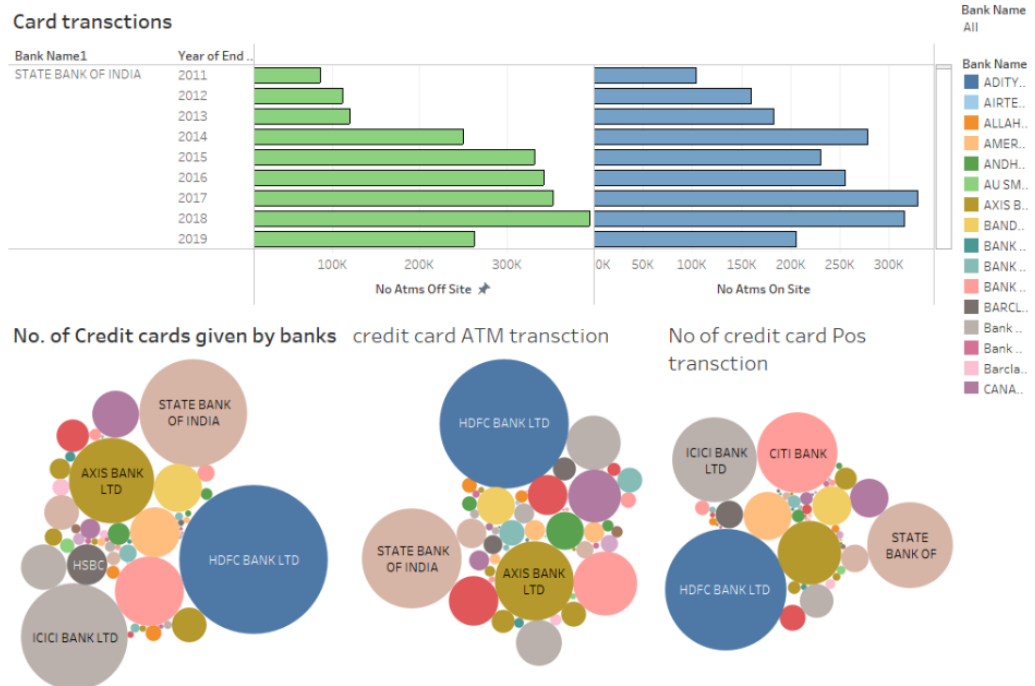 Card transctions
Bank Name1
Year of End ..
STATE BANK OF INDIA
2011
2012
2013
2014
2015
2016
2017
2018
2019
100K
200K
300K
0K
50K
100K
150K
200K
250K
300K
No Atms Off Site
No Atms On Site
Bank Name
All
Bank Name
ADITY..
AIRTE..
ALLAH..
AMER..
ANDH..
AU SM..
AXIS B..
BAND..
BANK ..
BANK ..
BANK ..
BARCL..
Bank ..
Bank ..
Barcla..
CANA..
No. of Credit cards given by banks
STATE BANK
OF INDIA
AXIS BANK
LTD
HDFC BANK LTD
HSBC
ICICI BANK LTD
credit card ATM transction
HDFC BANK LTD
STATE BANK
OF INDIA
AXIS BANK
LTD
No of credit card Pos
transction
ICICI BANK
LTD
CITI BANK
STATE
BANK OF
HDFC BANK LTD